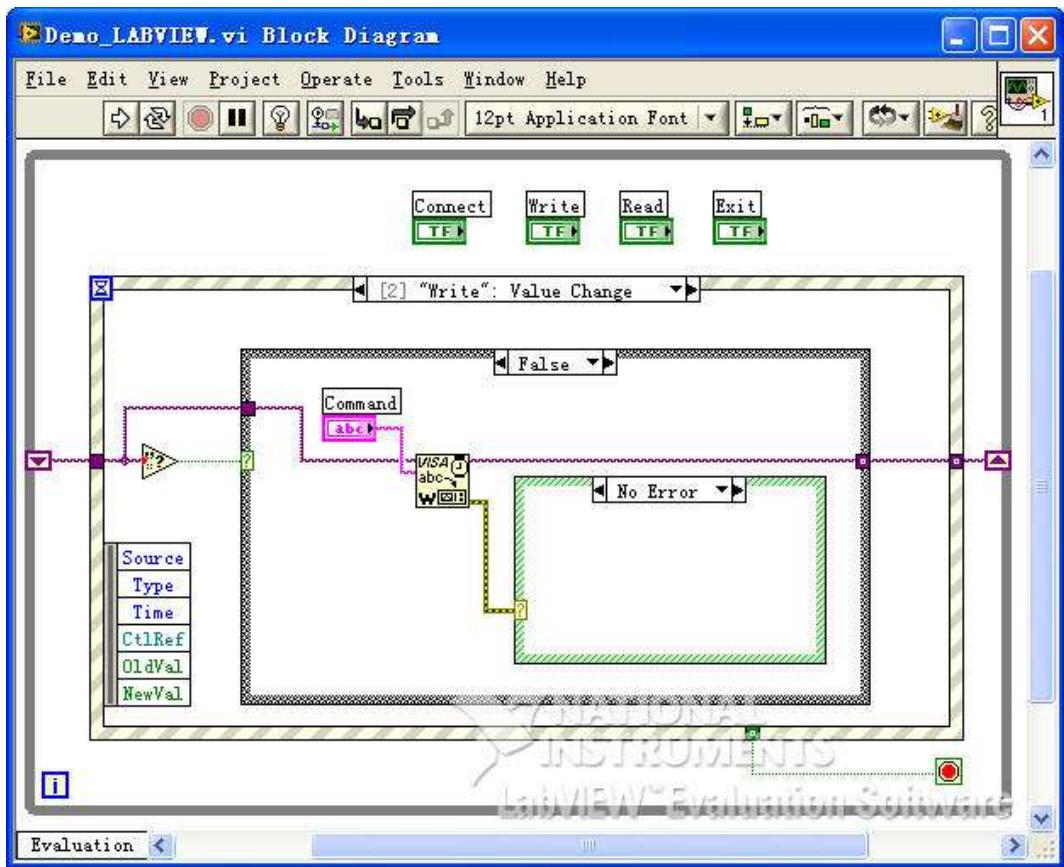 Demo_LABVIEW.vi Block Diagram
File Edit View Project Operate Tools Window Help
12pt Application Font
1
Connect Write Read Exit
TF TF TF TF
[2] "Write": Value Change
False
Command
abc
?
?
VISA
abc
W
No Error
?
Source
Type
Time
CtlRef
OldVal
NewVal
NATIONAL
INSTRUMENTS
i
LabVIEW™ Evaluation Software
Evaluation